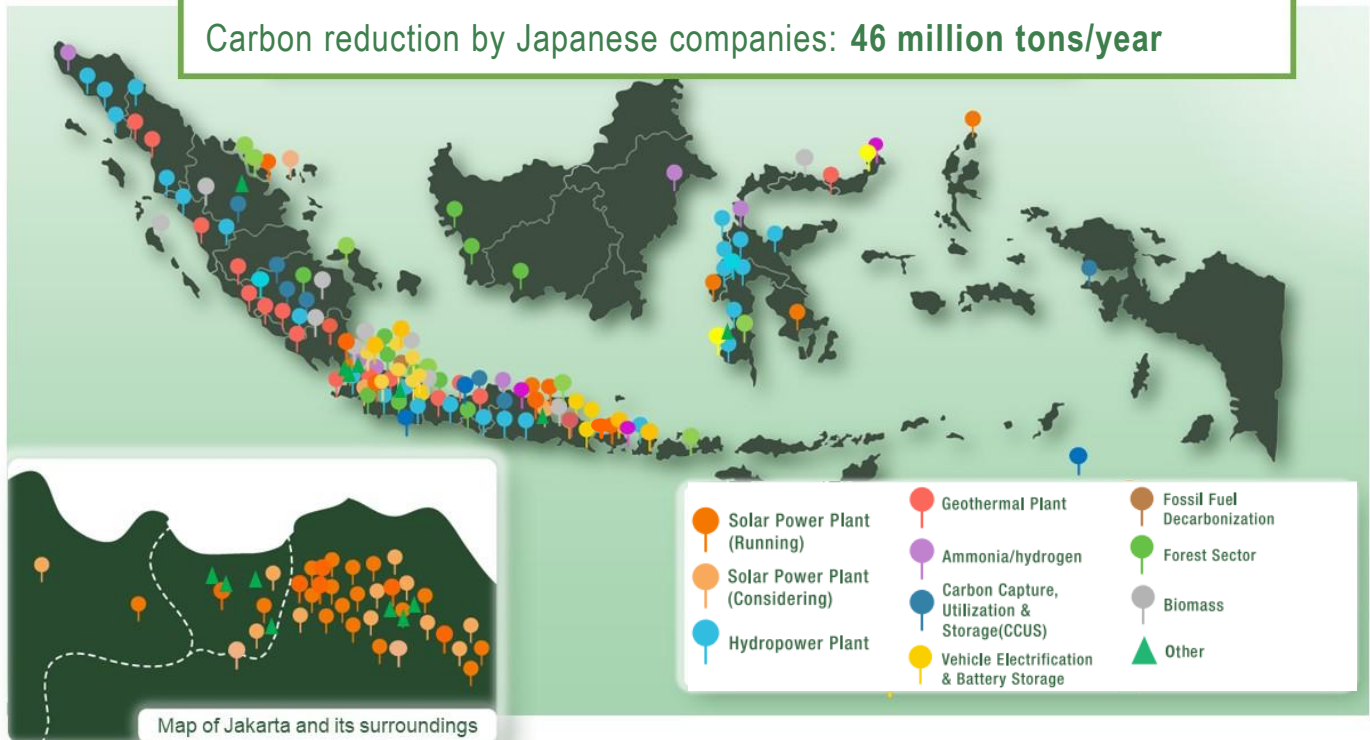 Carbon reduction by Japanese companies: 46 million tons/year
Solar Power Plant
(Running)
Solar Power Plant
(Considering)
Hydropower Plant
Geothermal Plant
Ammonia/hydrogen
Carbon Capture,
Utilization &
Storage(CCUS)
Vehicle Electrification
& Battery Storage
Fossil Fuel
Decarbonization
Forest Sector
Biomass
Other
Map of Jakarta and its surroundings